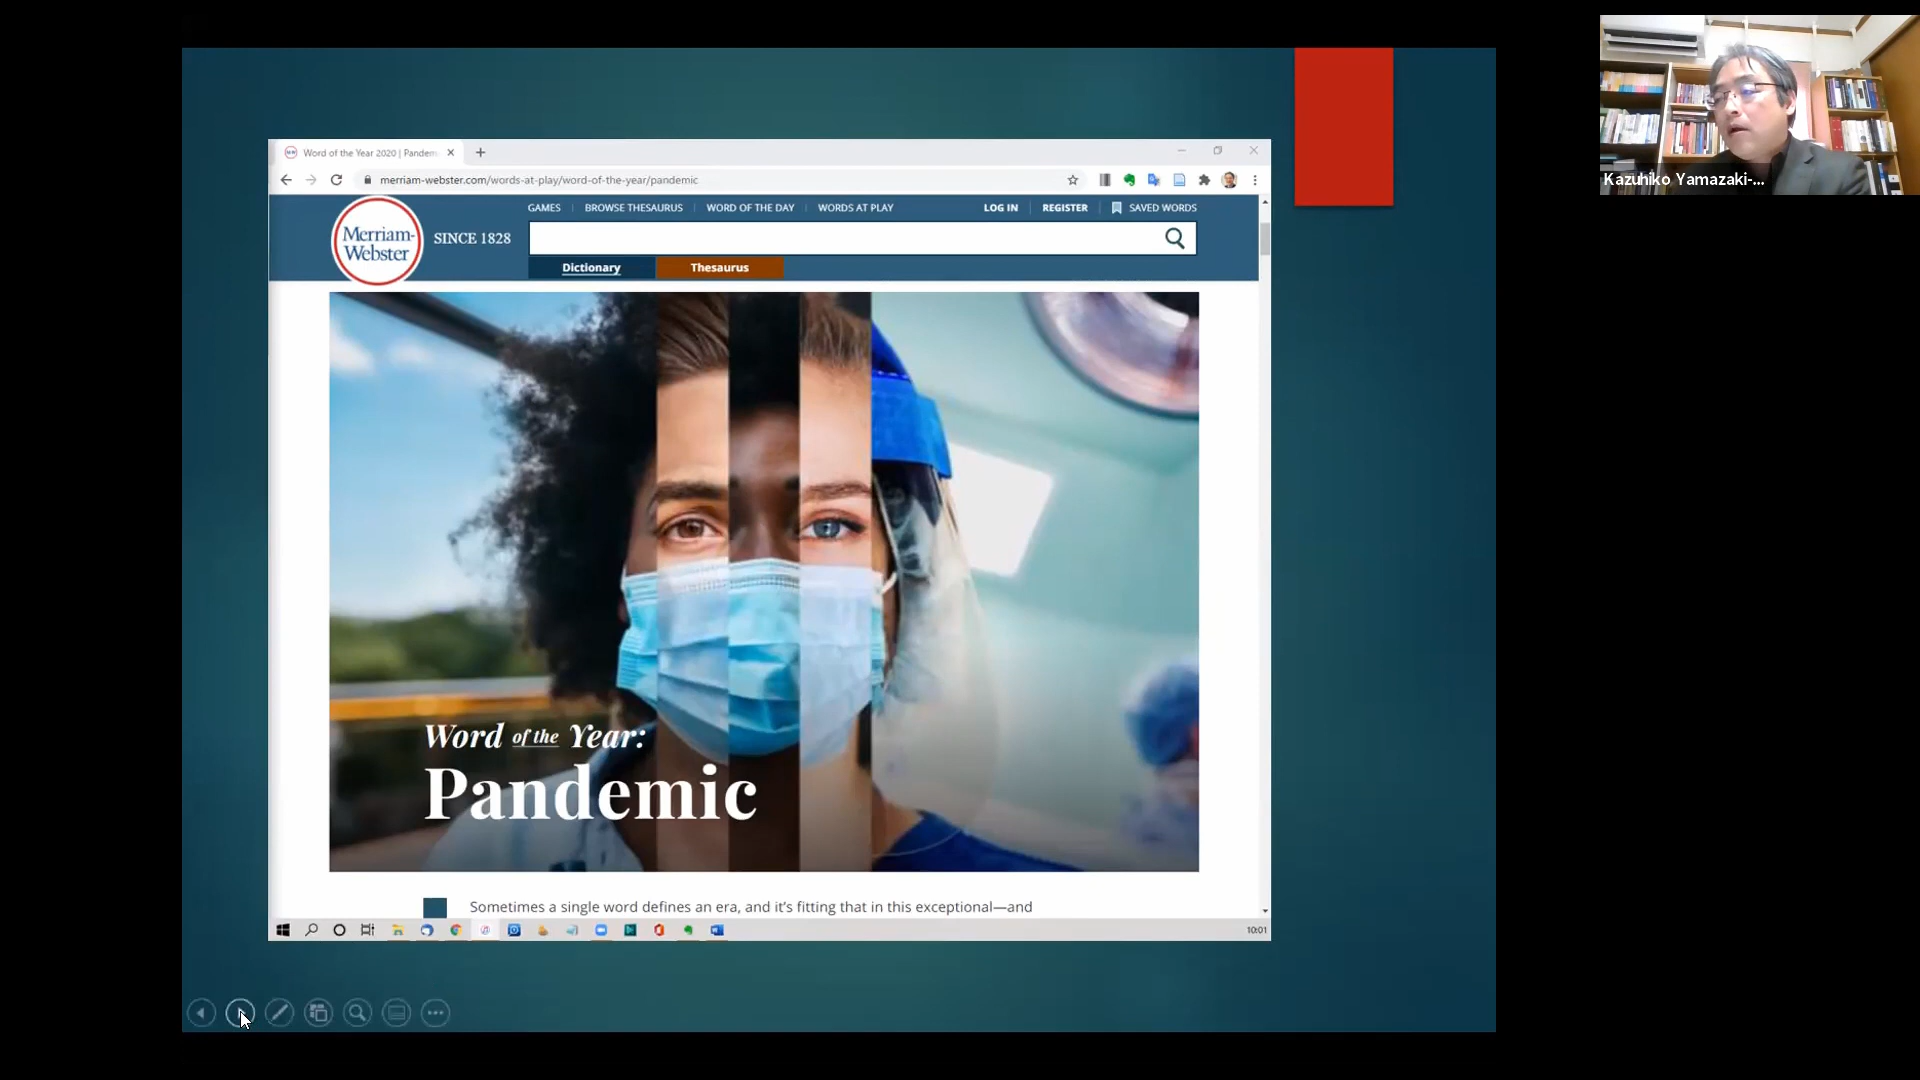 Word of the Year 2020 | Pandem
merriam-webster.com/words-at-play/word-of-the-year/pandemic
GAMES BROWSE THESAURUS WORD OF THE DAY WORDS AT PLAY LOG IN REGISTER SAVED WORDS
Merriam-
Webster
SINCE 1828
Dictionary Thesaurus
Word of the Year:
Pandemic
Sometimes a single word defines an era, and it's fitting that in this exceptional—and
10:01
Kazuhiko Yamazaki-...